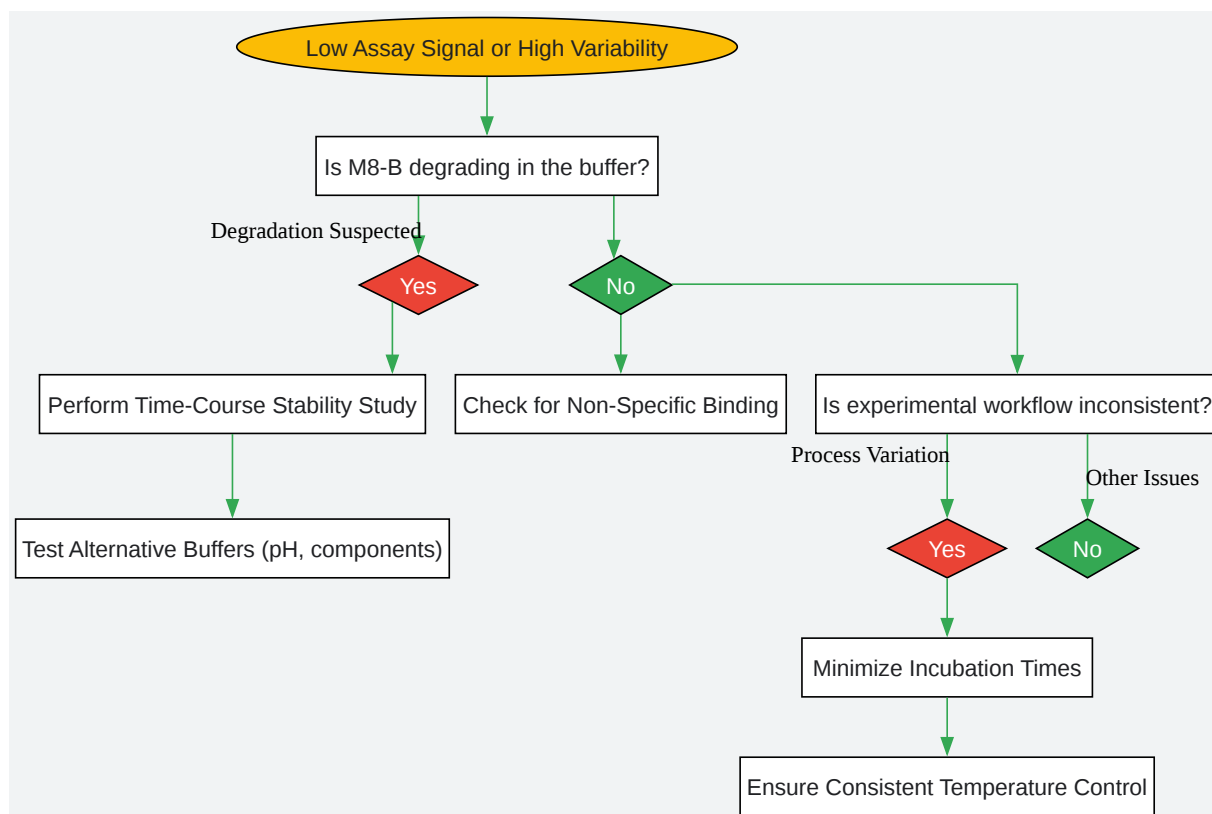 Low Assay Signal or High Variability
Is M8-B degrading in the buffer?
Degradation Suspected
Yes
No
Perform Time-Course Stability Study
Check for Non-Specific Binding
Is experimental workflow inconsistent?
Process Variation
Other Issues
Test Alternative Buffers (pH, components)
Yes
No
Minimize Incubation Times
Ensure Consistent Temperature Control